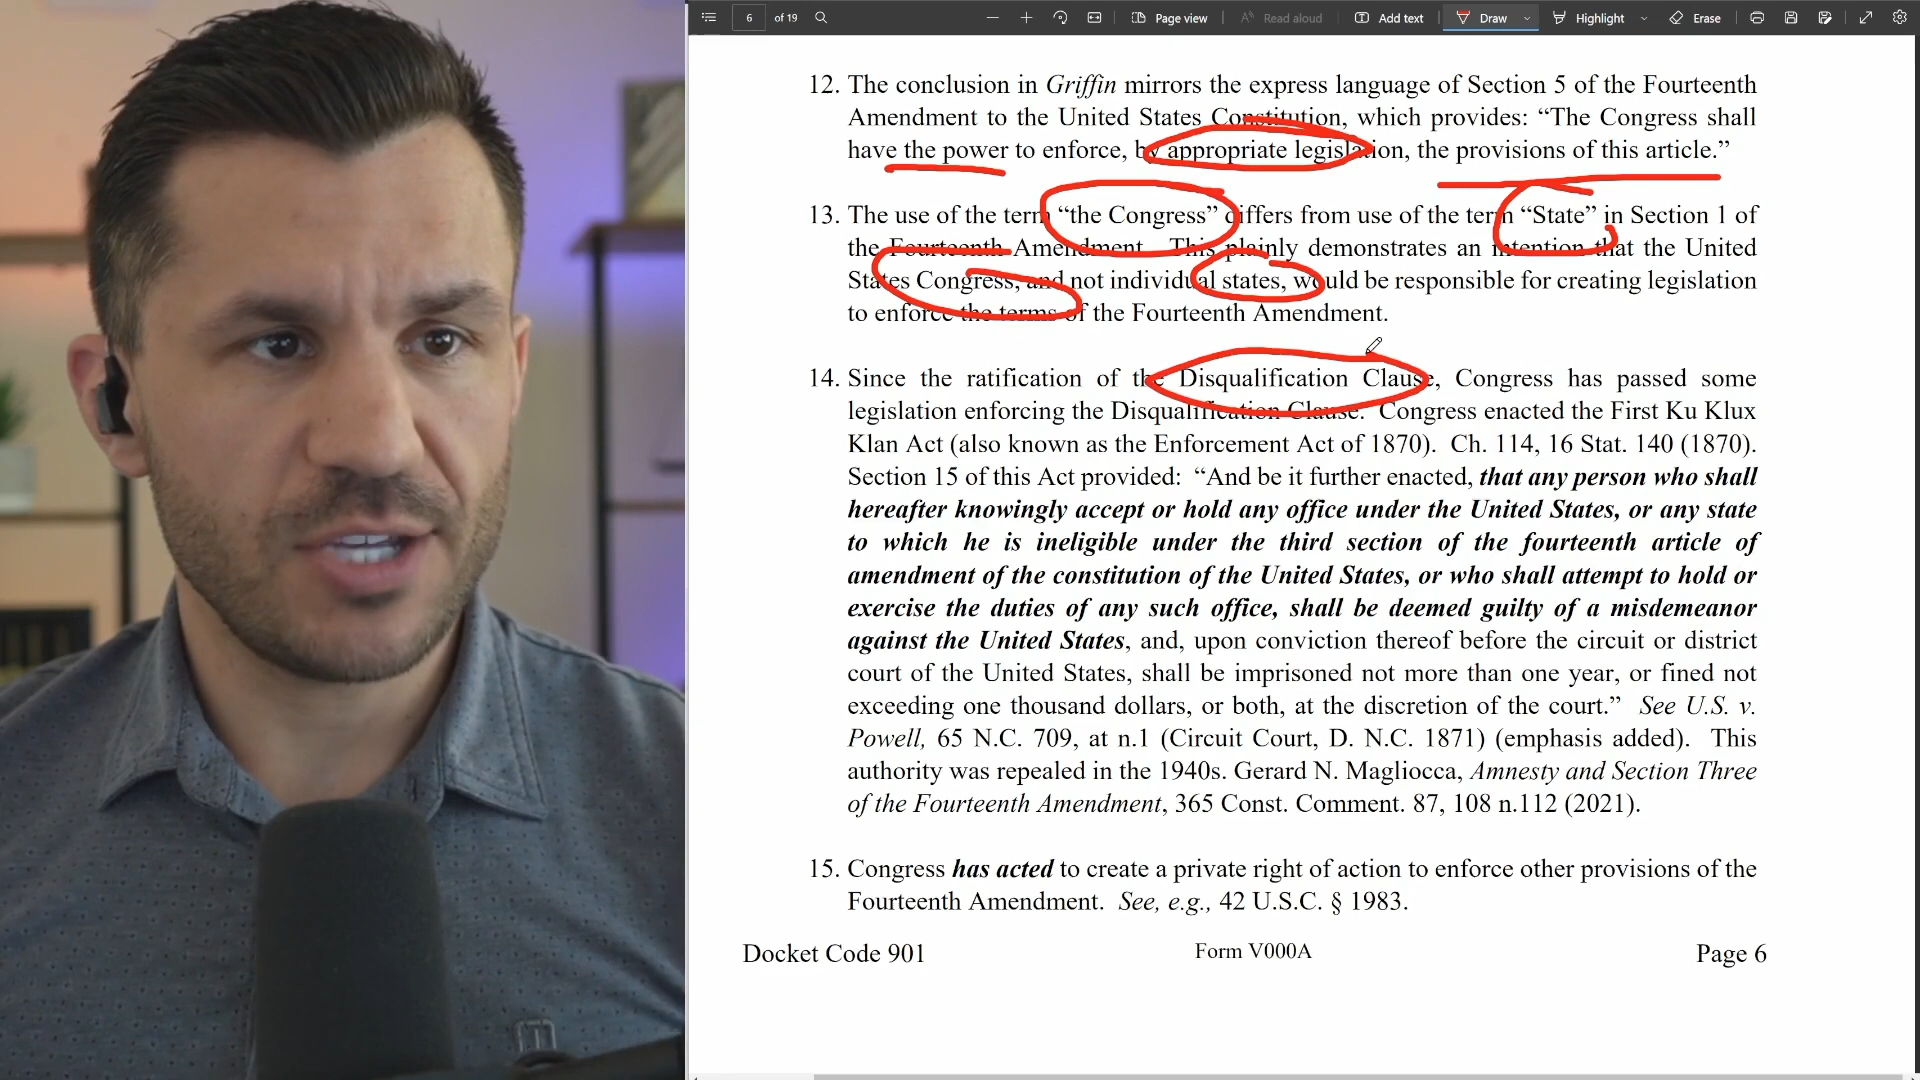 6 of 19 Page view Read aloud Add text Draw Highlight Erase
12. The conclusion in Griffin mirrors the express language of Section 5 of the Fourteenth
Amendment to the United States Constitution, which provides: “The Congress shall
have the power to enforce, by appropriate legislation, the provisions of this article.”
13. The use of the term “the Congress” differs from use of the term “State” in Section 1 of
the Fourteenth Amendment. This plainly demonstrates an intention that the United
States Congress, and not individual states, would be responsible for creating legislation
to enforce the terms of the Fourteenth Amendment.
14. Since the ratification of the Disqualification Clause, Congress has passed some
legislation enforcing the Disqualification Clause. Congress enacted the First Ku Klux
Klan Act (also known as the Enforcement Act of 1870). Ch. 114, 16 Stat. 140 (1870).
Section 15 of this Act provided: “And be it further enacted, that any person who shall
hereafter knowingly accept or hold any office under the United States, or any state
to which he is ineligible under the third section of the fourteenth article of
amendment of the constitution of the United States, or who shall attempt to hold or
exercise the duties of any such office, shall be deemed guilty of a misdemeanor
against the United States, and, upon conviction thereof before the circuit or district
court of the United States, shall be imprisoned not more than one year, or fined not
exceeding one thousand dollars, or both, at the discretion of the court.” See U.S. v.
Powell, 65 N.C. 709, at n.1 (Circuit Court, D. N.C. 1871) (emphasis added). This
authority was repealed in the 1940s. Gerard N. Magliocca, Amnesty and Section Three
of the Fourteenth Amendment, 365 Const. Comment. 87, 108 n.112 (2021).
15. Congress has acted to create a private right of action to enforce other provisions of the
Fourteenth Amendment. See, e.g., 42 U.S.C. § 1983.
Docket Code 901 Form V000A Page 6